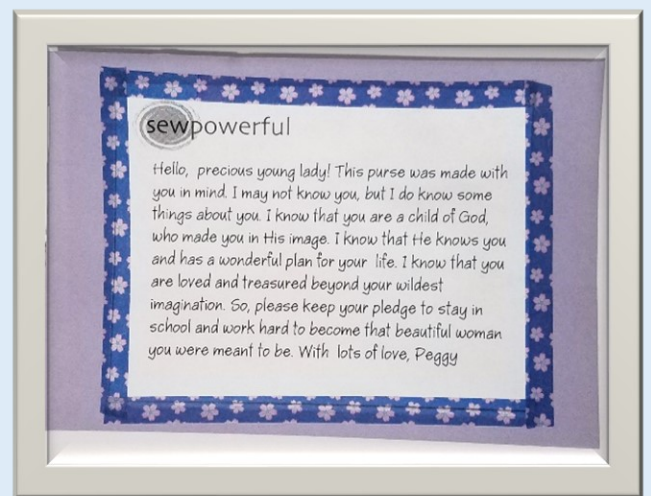 sewpowerful
Hello, precious young lady! This purse was made with
you in mind. I may not know you, but I do know some
things about you. I know that you are a child of God,
who made you in His image. I know that He knows you
and has a wonderful plan for your life. I know that you
are loved and treasured beyond your wildest
imagination. So, please keep your pledge to stay in
school and work hard to become that beautiful woman
you were meant to be. With lots of love, Peggy